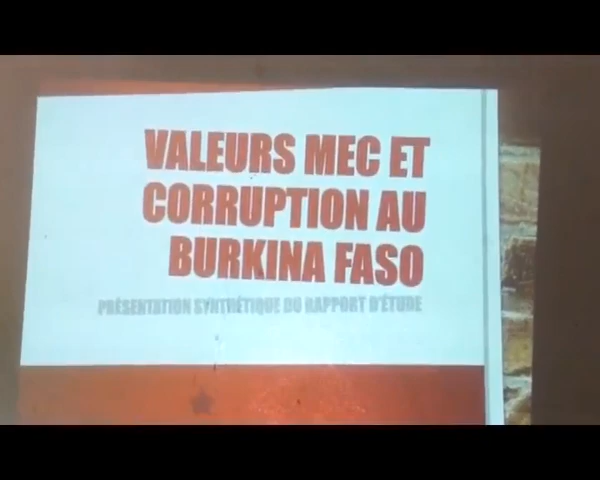 VALEURS MEC ET
CORRUPTION AU
BURKINA FASO
PRÉSENTATION SYNTHÉTIQUE DU RAPPORT D'ÉTUDE